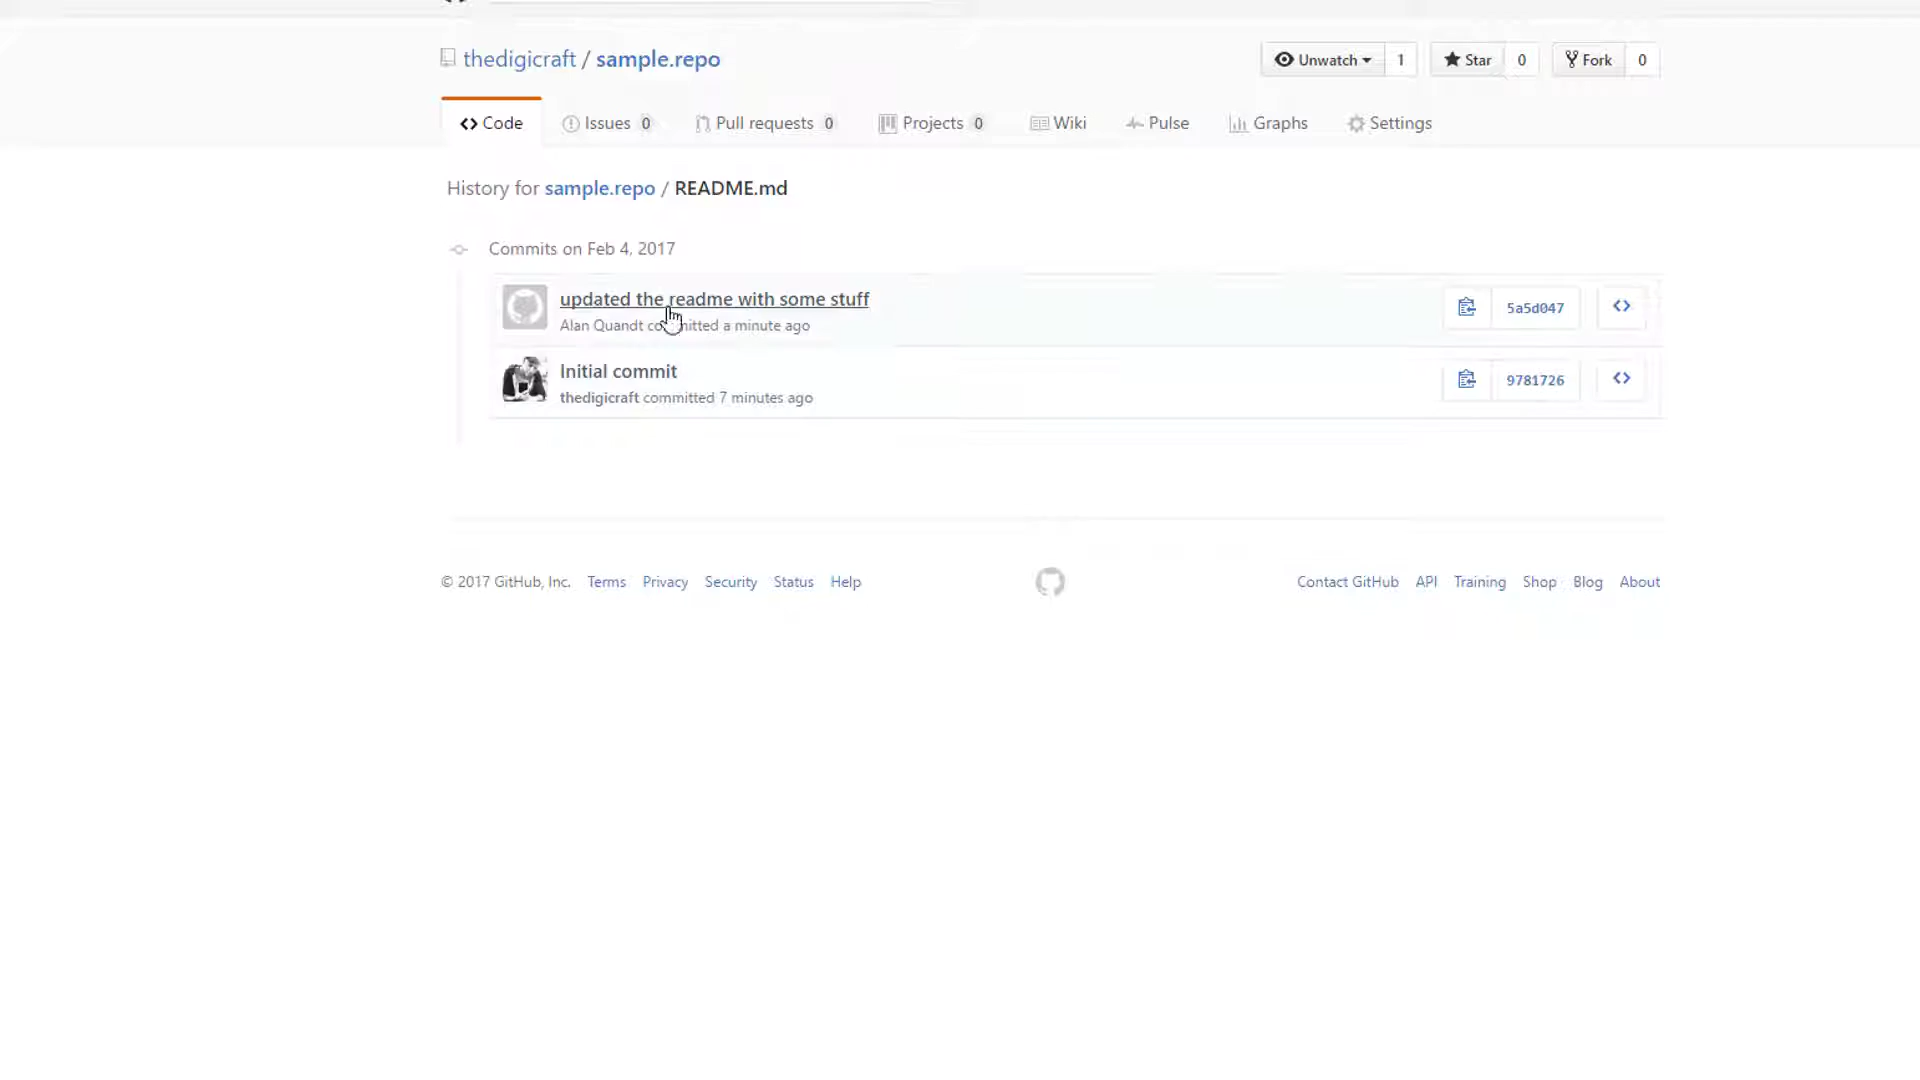 thedigicraft / sample.repo
Unwatch 1 Star 0 Fork 0
Code Issues 0 Pull requests 0 Projects 0 Wiki Pulse Graphs Settings
History for sample.repo / README.md
Commits on Feb 4, 2017
updated the readme with some stuff
Alan Quandt committed a minute ago
5a5d047
Initial commit
thedigicraft committed 7 minutes ago
9781726
© 2017 GitHub, Inc. Terms Privacy Security Status Help Contact GitHub API Training Shop Blog About